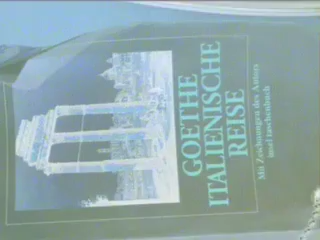 GOETHE
ITALIENISCHE
REISE
Mit Zeichnungen des Autors
insel taschenbuch